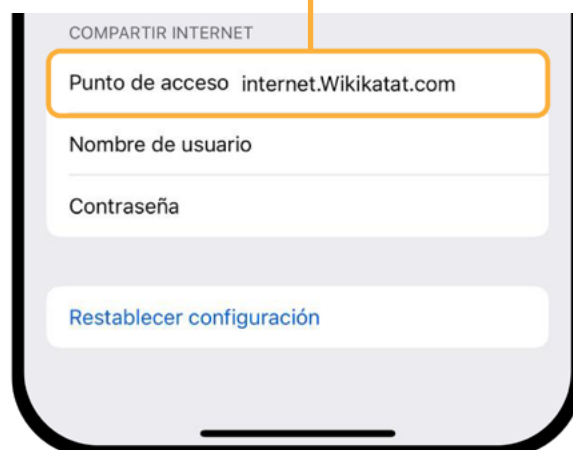 COMPARTIR INTERNET
Punto de acceso internet.Wikikatat.com
Nombre de usuario
Contraseña
Restablecer configuración